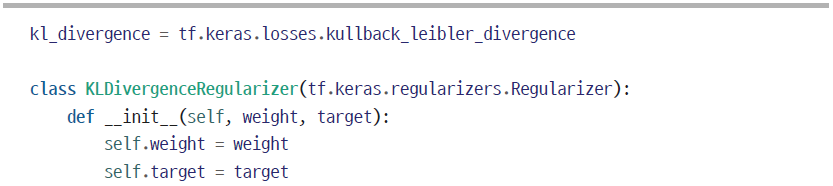 kl_divergence = tf.keras.losses.kullback_leibler_divergence
class KLDivergenceRegularizer(tf.keras.regularizers.Regularizer):
    def __init__(self, weight, target):
        self.weight = weight
        self.target = target